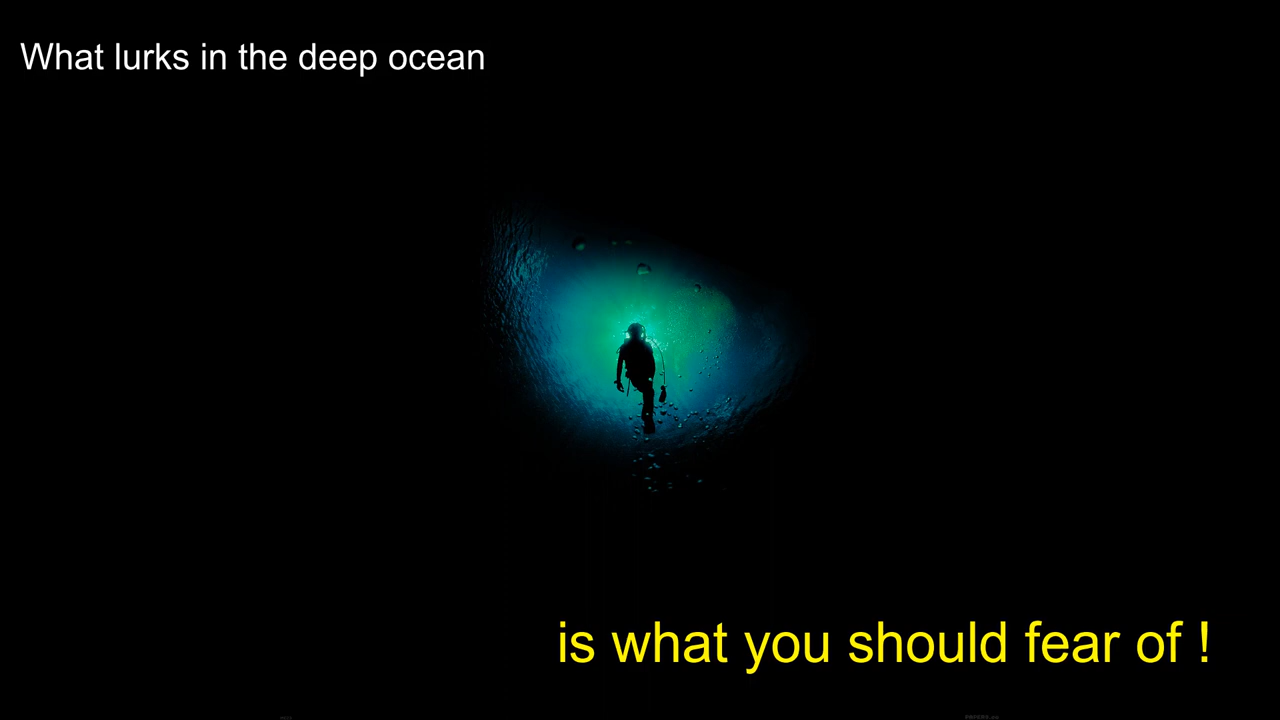 What lurks in the deep ocean
is what you should fear of !